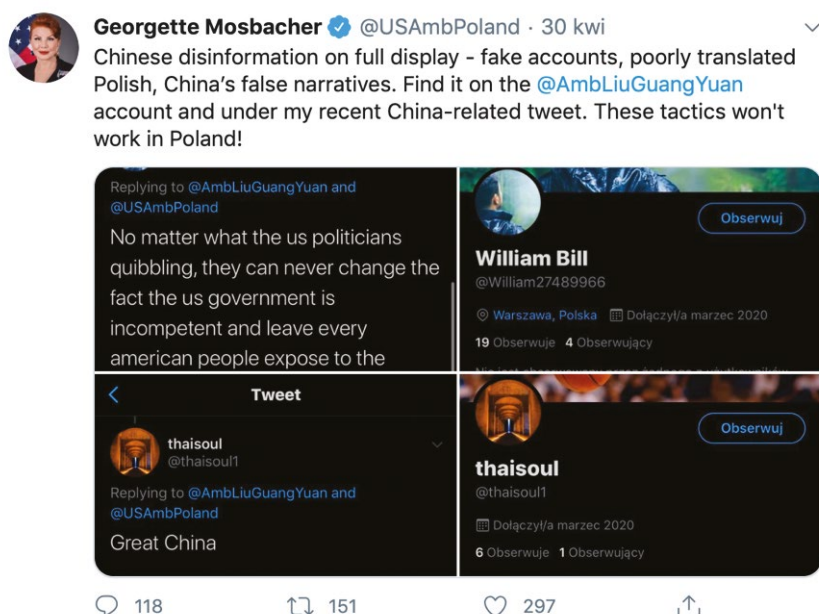 Georgette Mosbacher @USAmbPoland · 30 kwi
Chinese disinformation on full display - fake accounts, poorly translated
Polish, China's false narratives. Find it on the @AmbLiuGuangYuan
account and under my recent China-related tweet. These tactics won't
work in Poland!
Replying to @AmbLiuGuangYuan and
@USAmbPoland
No matter what the us politicians
quibbling, they can never change the
fact the us government is
incompetent and leave every
american people expose to the
Obserwuj
William Bill
@William27489966
Warszawa, Polska Dołączył/a marzec 2020
19 Obserwuje 4 Obserwujący
Tweet
thaisoul
@thaisoul1
Replying to @AmbLiuGuangYuan and
@USAmbPoland
Great China
Obserwuj
thaisoul
@thaisoul1
Dołączył/a marzec 2020
6 Obserwuje 1 Obserwujący
118 151 297